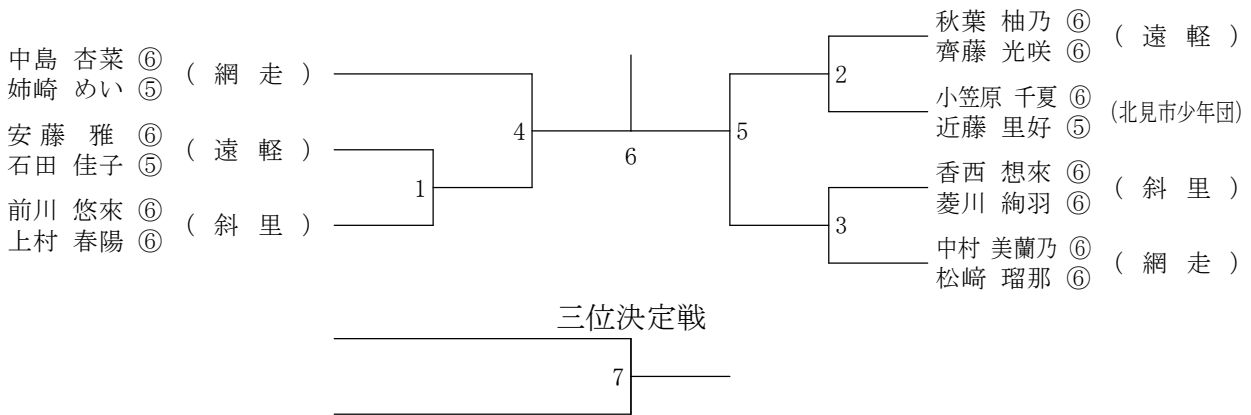 中島 杏菜 ⑥
姉崎 めい ⑤
( 網 走 )
安 藤 雅 ⑥
石田 佳子 ⑤
( 遠 軽 )
前川 悠來 ⑥
上村 春陽 ⑥
( 斜 里 )
1
4
6
5
2
3
秋葉 柚乃 ⑥
齊藤 光咲 ⑥
( 遠 軽 )
小笠原 千夏 ⑥
近藤 里好 ⑤
(北見市少年団)
香西 想來 ⑥
菱川 絢羽 ⑥
( 斜 里 )
中村 美蘭乃 ⑥
松﨑 瑠那 ⑥
( 網 走 )
三位決定戦
7